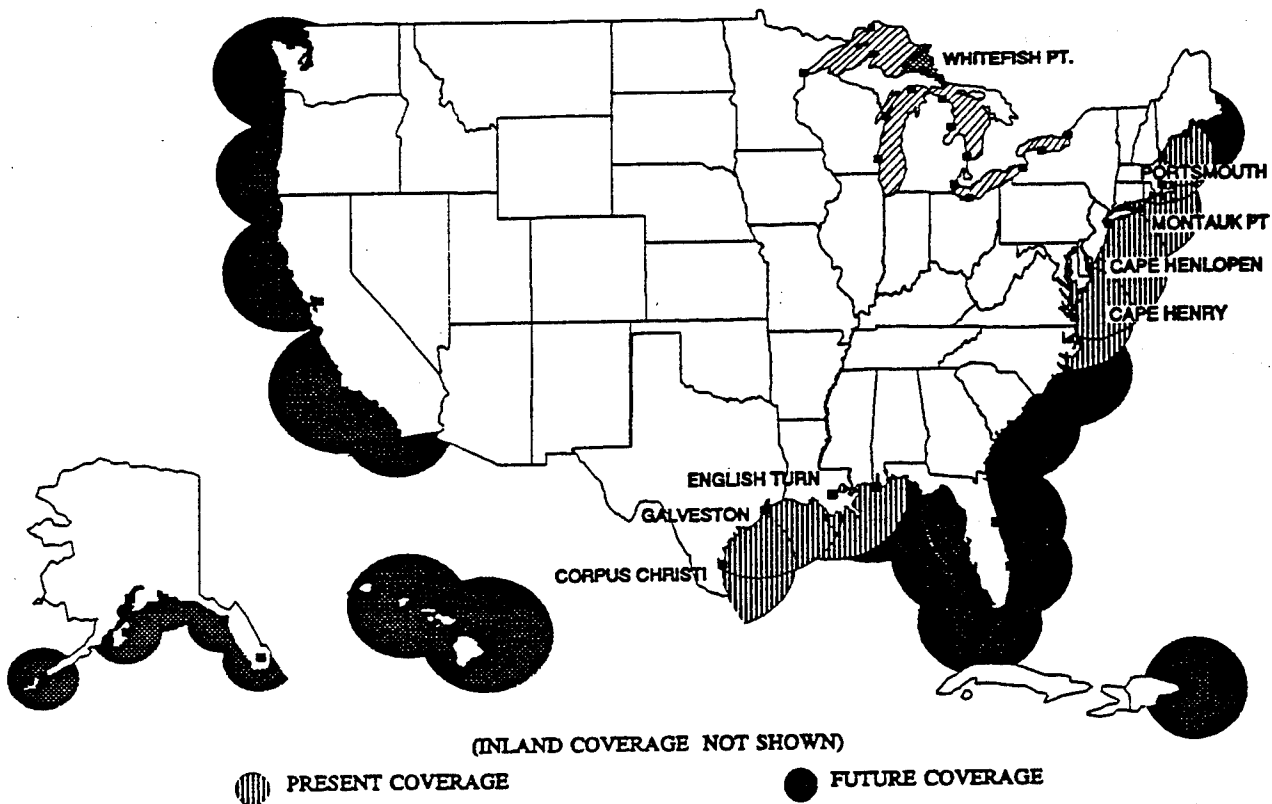 WHITEFISH PT.
PORTSMOUTH
MONTAUK PT
CAPE HENLOPEN
CAPE HENRY
ENGLISH TURN
GALVESTON
CORPUS CHRISTI
(INLAND COVERAGE NOT SHOWN)
PRESENT COVERAGE
FUTURE COVERAGE